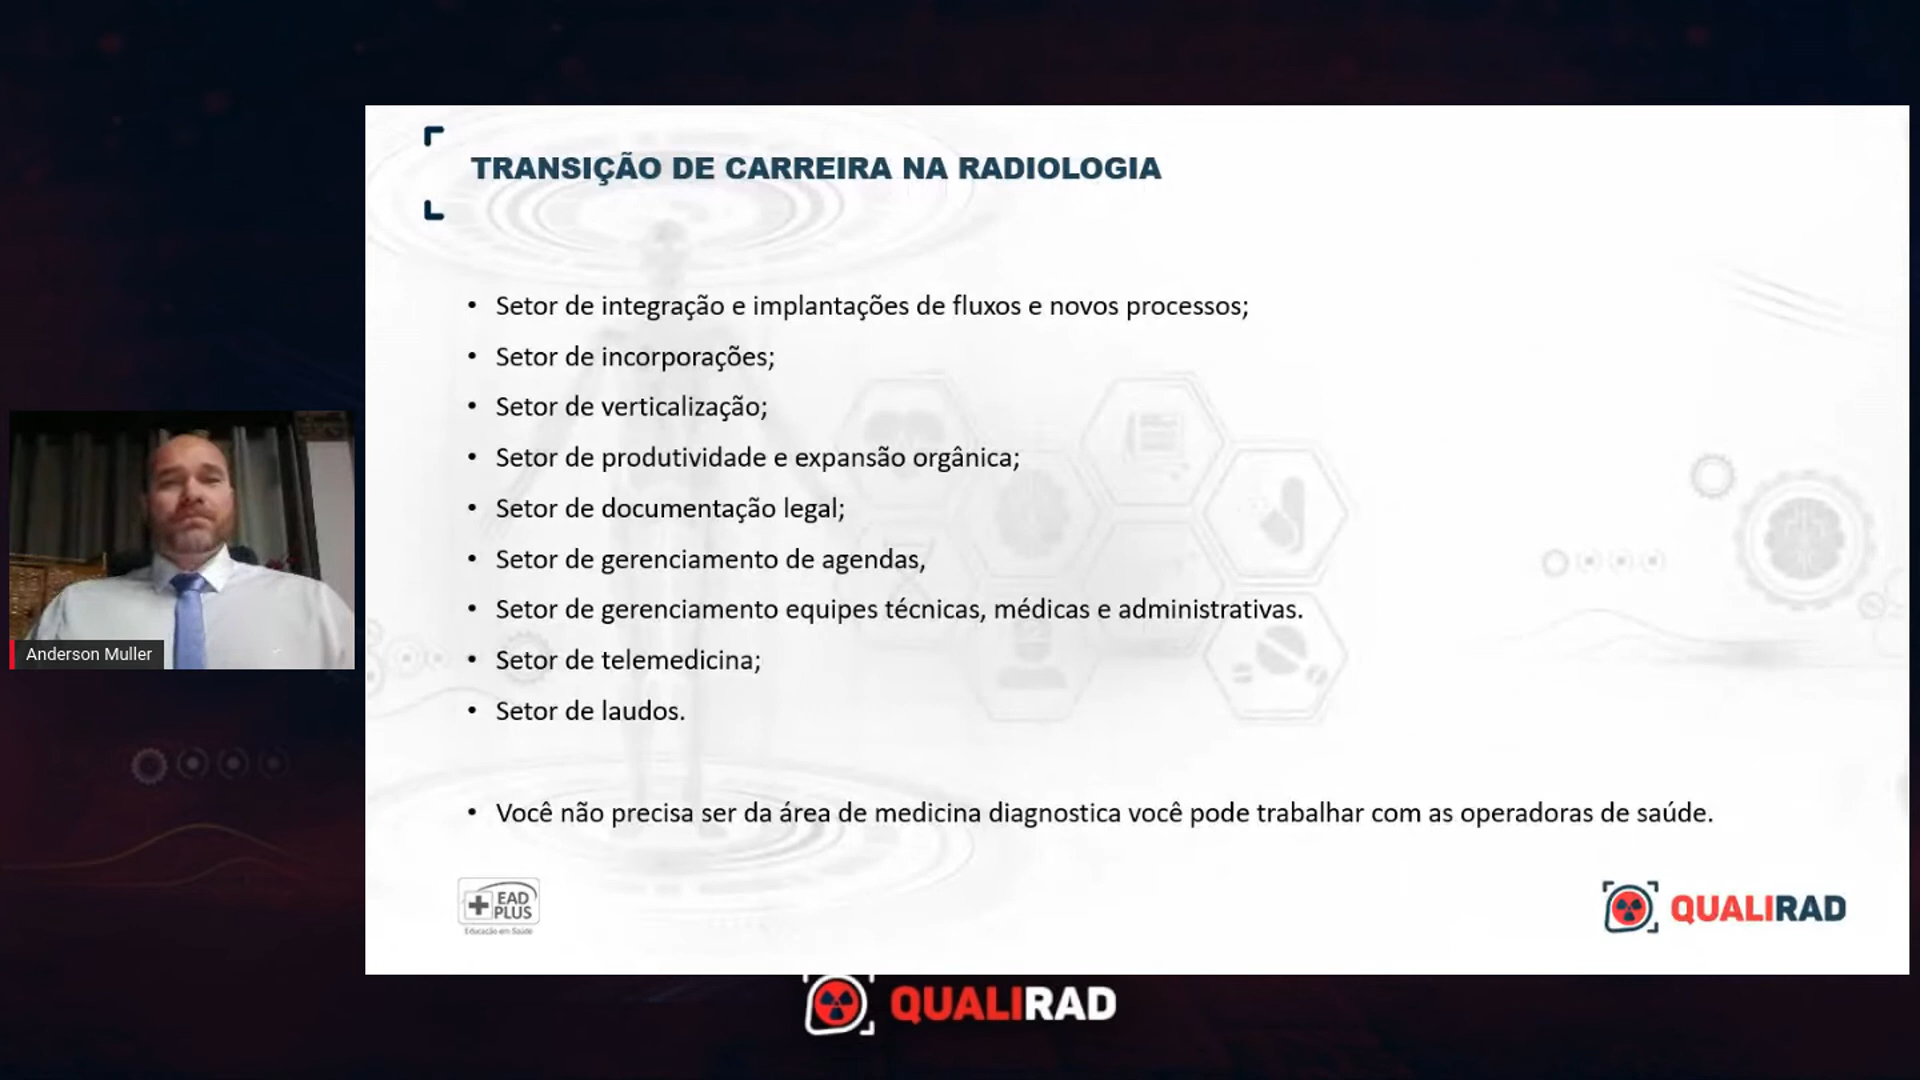 TRANSIÇÃO DE CARREIRA NA RADIOLOGIA
• Setor de integração e implantações de fluxos e novos processos;
• Setor de incorporações;
• Setor de verticalização;
• Setor de produtividade e expansão orgânica;
• Setor de documentação legal;
• Setor de gerenciamento de agendas,
• Setor de gerenciamento equipes técnicas, médicas e administrativas.
• Setor de telemedicina;
• Setor de laudos.
• Você não precisa ser da área de medicina diagnostica você pode trabalhar com as operadoras de saúde.
Anderson Muller
EAD
PLUS
Educação em Saúde
QUALIRAD
QUALIRAD